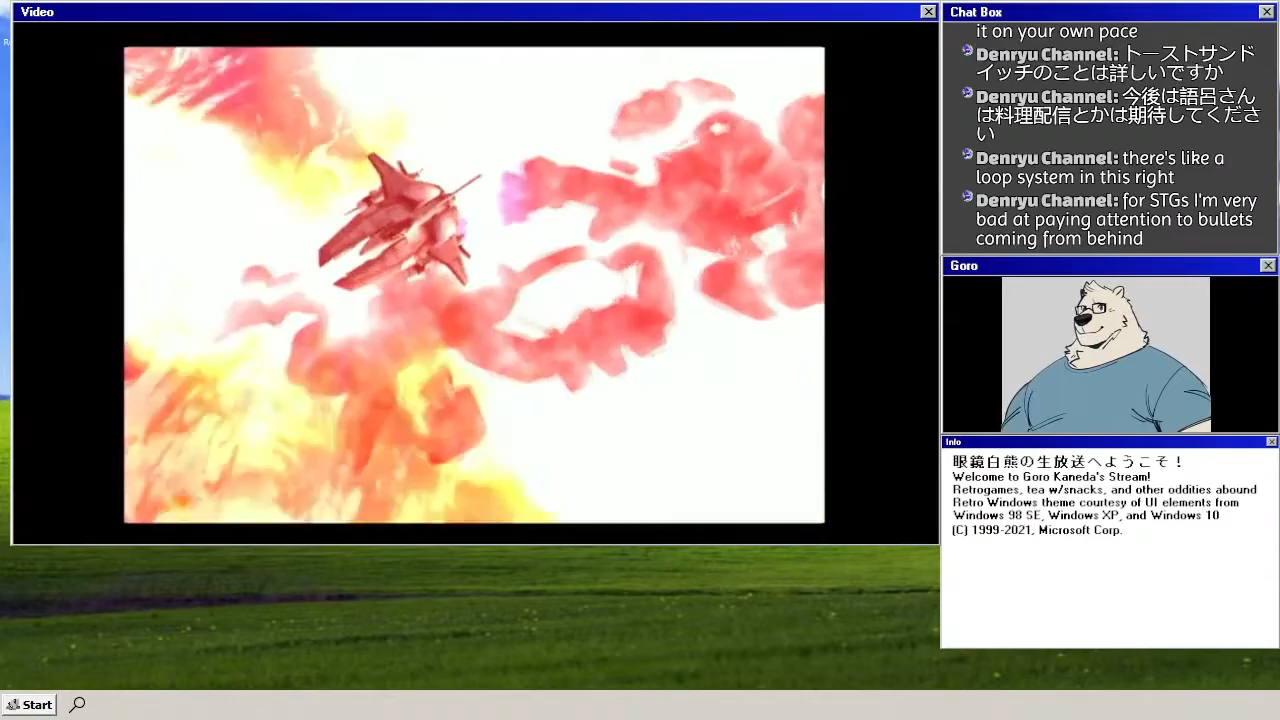 Video
Chat Box
it on your own pace
Denryu Channel: トーストサンド
イッチのことは詳しいですか
Denryu Channel: 今後は語呂さん
は料理配信とかは期待してくださ
い
Denryu Channel: there's like a
loop system in this right
Denryu Channel: for STGs I'm very
bad at paying attention to bullets
coming from behind
Goro
Info
眼鏡白熊の生放送へようこそ！
Welcome to Goro Kaneda's Stream!
Retrogames, tea w/snacks, and other oddities abound
Retro Windows theme courtesy of UI elements from
Windows 98 SE, Windows XP, and Windows 10
(C) 1999-2021, Microsoft Corp.
Start